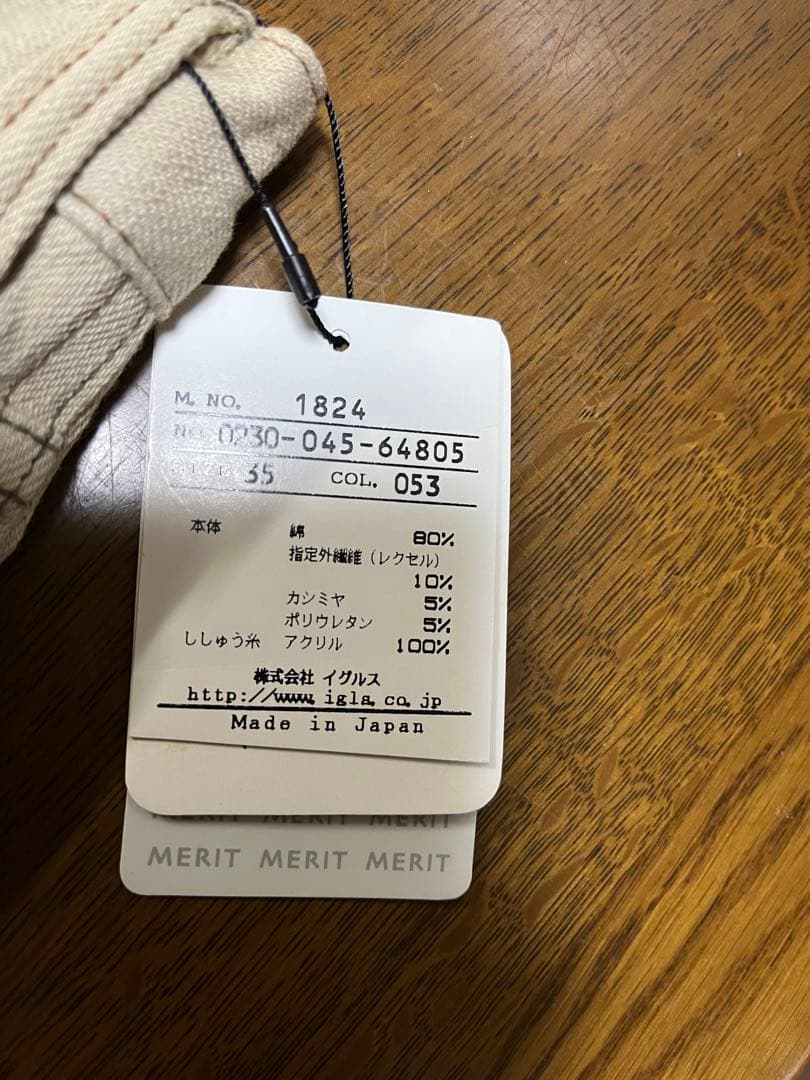 M. NO. 1824
NO. 0230-045-64805
SIZE 35 COL. 053
本体 綿 80%
指定外繊維（レクセル）
10%
カシミヤ 5%
ポリウレタン 5%
ししゅう糸 アクリル 100%
株式会社 イグルス
http://www.igla.co.jp
Made in Japan
MERIT MERIT MERIT
MERIT MERIT MERIT